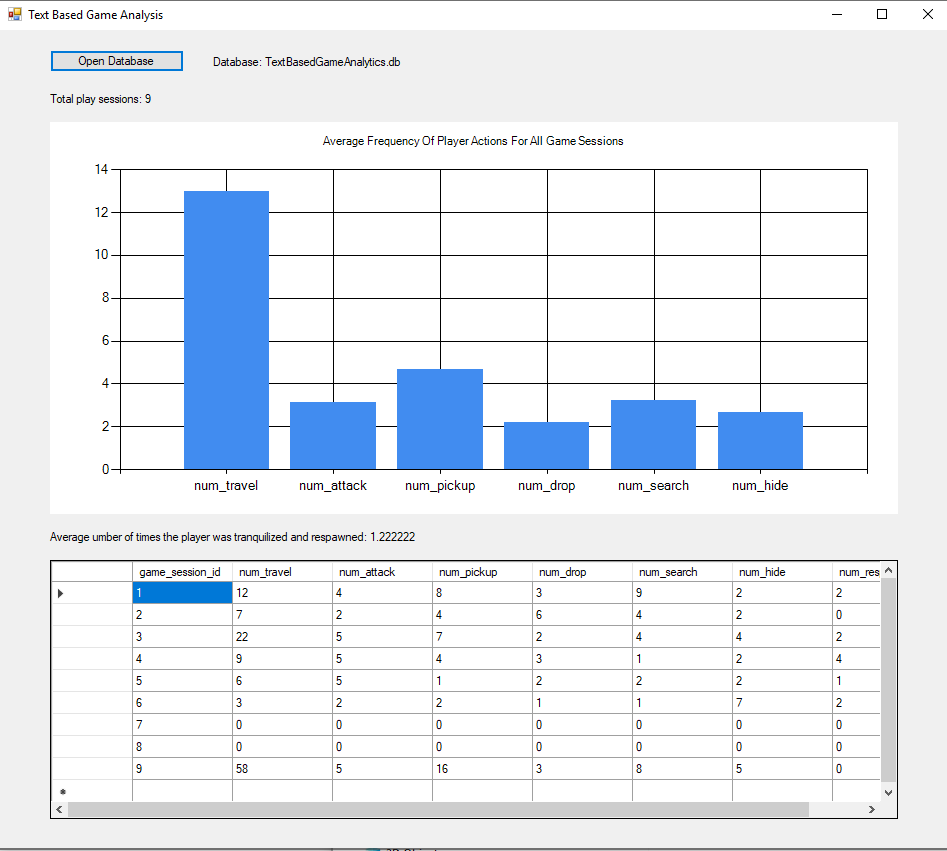 Text Based Game Analysis
Open Database
Database: TextBasedGameAnalytics.db
Total play sessions: 9
Average Frequency Of Player Actions For All Game Sessions
14
12
10
8
6
4
2
0
num_travel num_attack num_pickup num_drop num_search num_hide
Average umber of times the player was tranquilized and respawned: 1.222222
game_session_id num_travel num_attack num_pickup num_drop num_search num_hide num_res
1 12 4 8 3 9 2 2
2 7 2 4 6 4 2 0
3 22 5 7 2 4 4 2
4 9 5 4 3 1 2 4
5 6 5 1 2 2 2 1
6 3 2 2 1 1 7 2
7 0 0 0 0 0 0 0
8 0 0 0 0 0 0 0
9 58 5 16 3 8 5 0